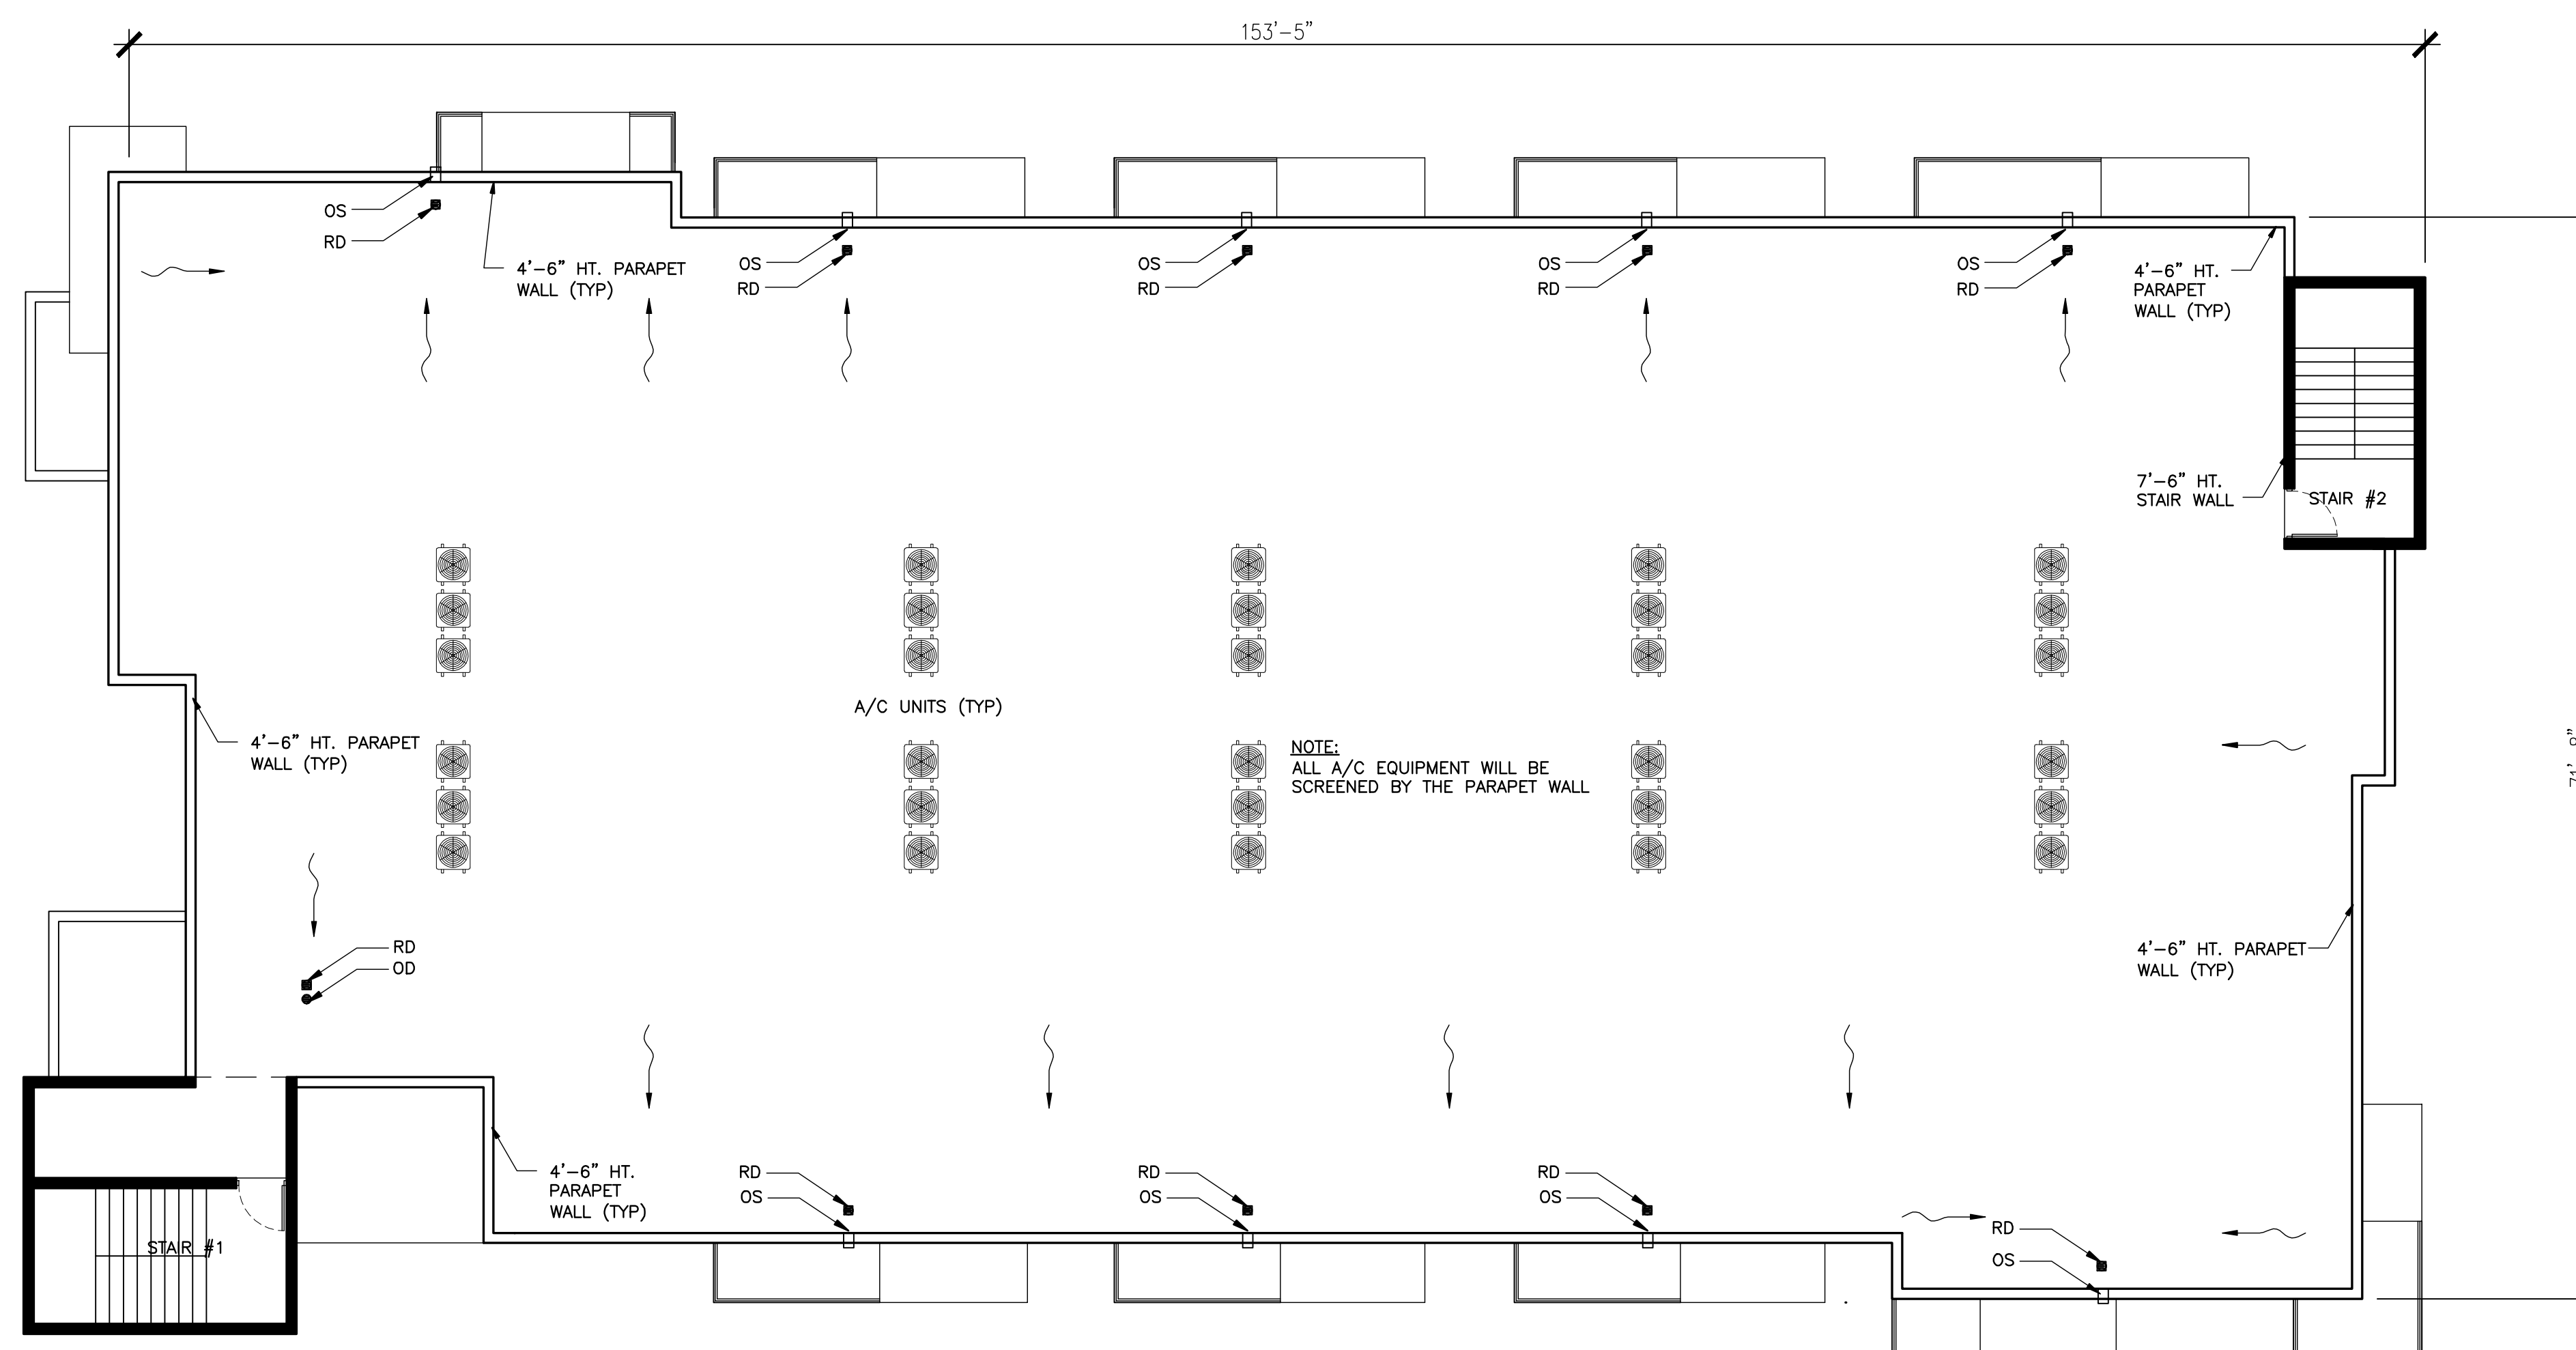 153'-5"
OS
RD
4'-6" HT. PARAPET
WALL (TYP)
OS
RD
OS
RD
OS
RD
OS
RD
4'-6" HT.
PARAPET
WALL (TYP)
7'-6" HT.
STAIR WALL
STAIR #2
A/C UNITS (TYP)
4'-6" HT. PARAPET
WALL (TYP)
NOTE:
ALL A/C EQUIPMENT WILL BE
SCREENED BY THE PARAPET WALL
RD
OD
4'-6" HT. PARAPET
WALL (TYP)
4'-6" HT.
PARAPET
WALL (TYP)
RD
OS
RD
OS
RD
OS
RD
OS
STAIR #1